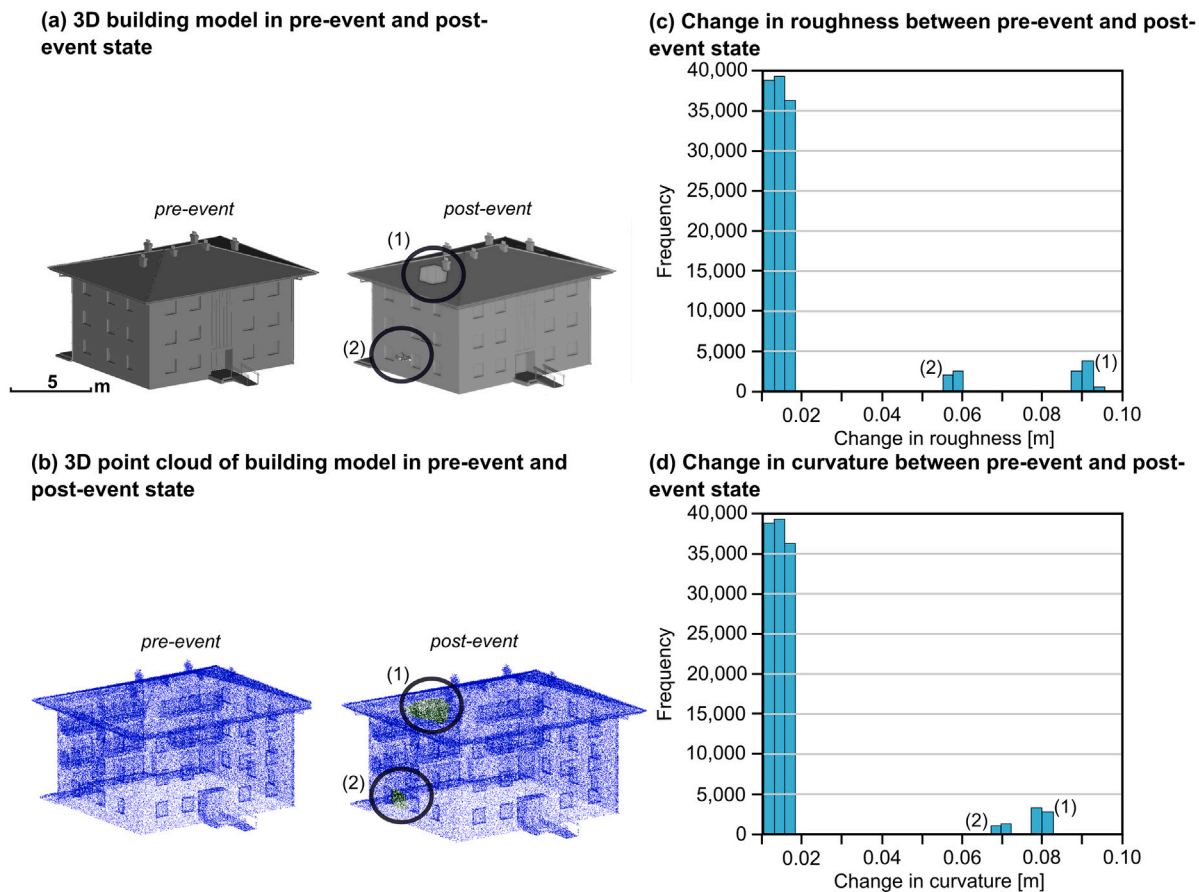 (a) 3D building model in pre-event and post-
event state
pre-event
post-event
(1)
(2)
5 m
(b) 3D point cloud of building model in pre-event and
post-event state
pre-event
post-event
(1)
(2)
(c) Change in roughness between pre-event and post-
event state
40,000
35,000
30,000
25,000
20,000
15,000
10,000
5,000
0
Frequency
(2)
(1)
0.02 0.04 0.06 0.08 0.10
Change in roughness [m]
(d) Change in curvature between pre-event and post-
event state
40,000
35,000
30,000
25,000
20,000
15,000
10,000
5,000
0
Frequency
(2)
(1)
0.02 0.04 0.06 0.08 0.10
Change in curvature [m]